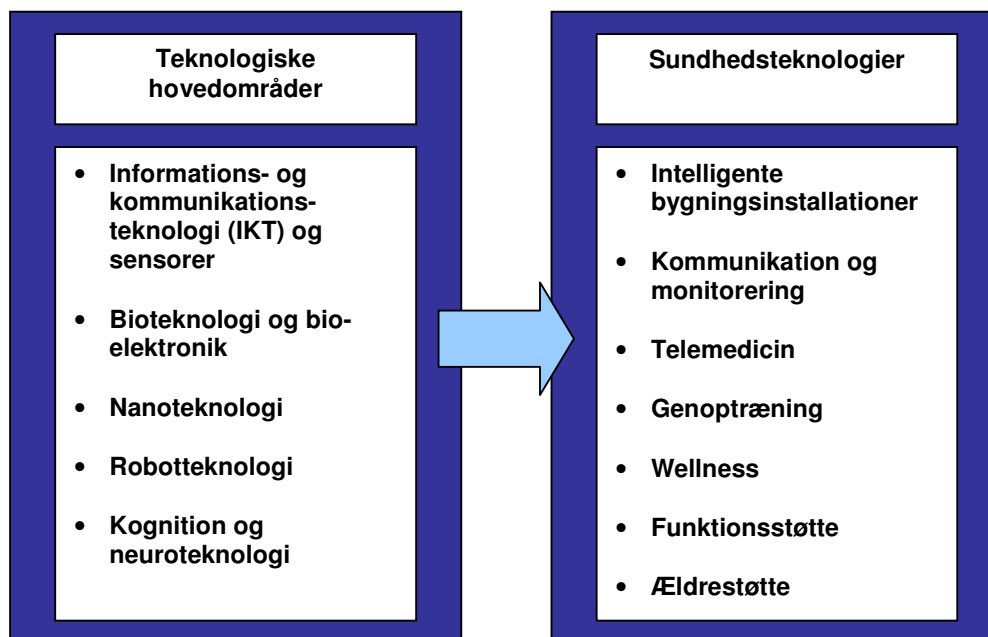 Teknologiske
hovedområder
• Informations- og
kommunikations-
teknologi (IKT) og
sensorer
• Bioteknologi og bio-
elektronik
• Nanoteknologi
• Robotteknologi
• Kognition og
neuroteknologi
Sundhedsteknologier
• Intelligente
bygningsinstallationer
• Kommunikation og
monitorering
• Telemedicin
• Genoptræning
• Wellness
• Funktionsstøtte
• Ældrestøtte